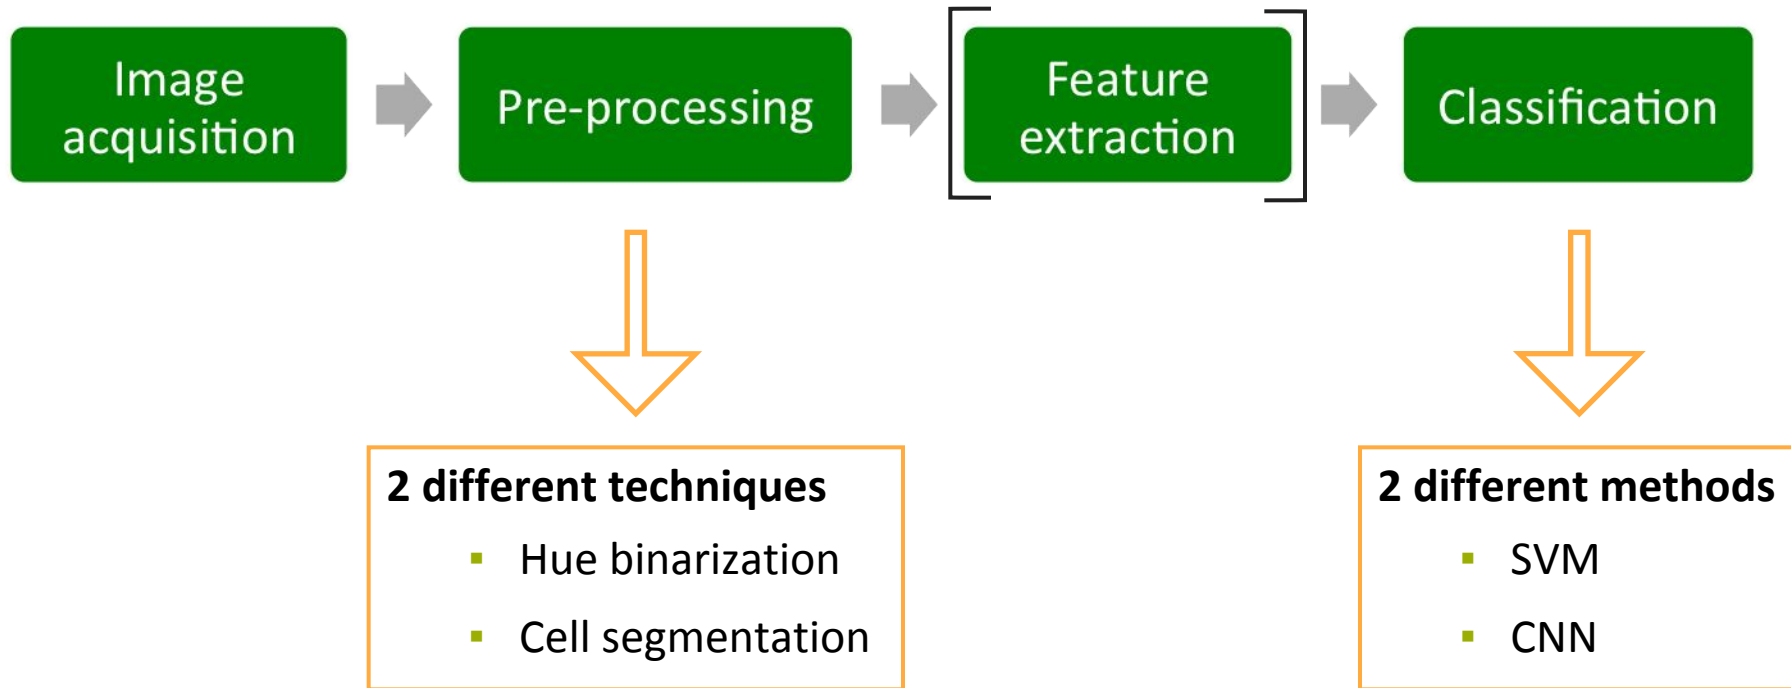 Image
acquisition
Pre-processing
Feature
extraction
Classification
2 different techniques
▪ Hue binarization
▪ Cell segmentation
2 different methods
▪ SVM
▪ CNN